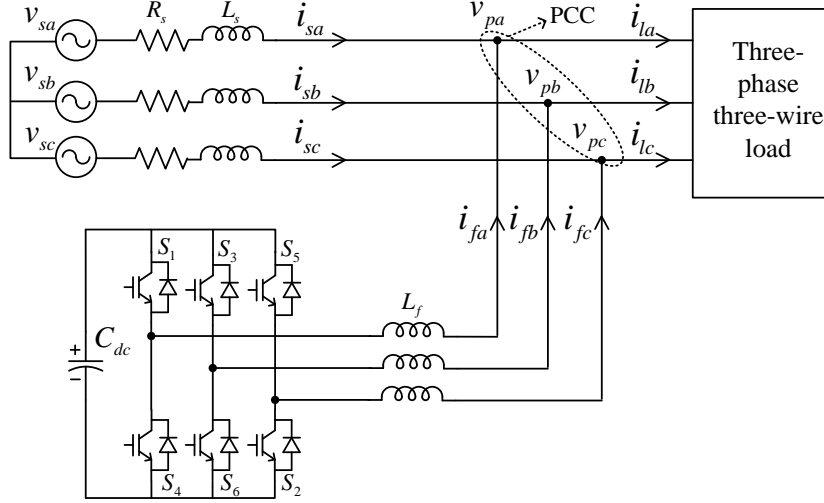 v_sa
R_s
L_s
i_sa
v_pa
PCC
i_la
v_sb
i_sb
v_pb
i_lb
v_sc
i_sc
v_pc
i_lc
Three-
phase
three-wire
load
i_fa
i_fb
i_fc
S_1
S_3
S_5
L_f
+
C_dc
−
S_4
S_6
S_2